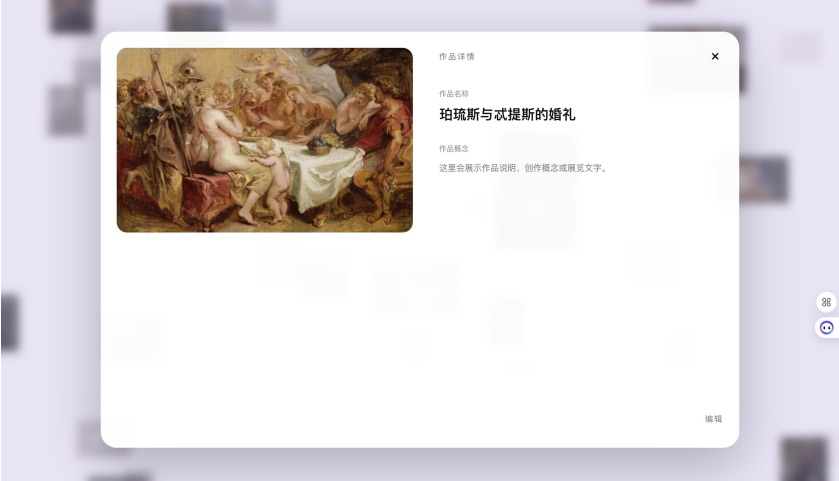 作品详情
作品名称
珀琉斯与忒提斯的婚礼
作品概念
这里会展示作品说明、创作概念或展览文字。
编辑